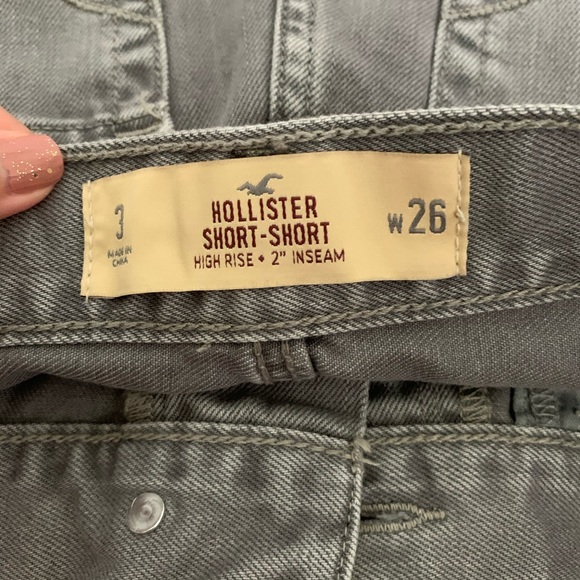 3
MADE IN
CHINA
HOLLISTER
SHORT-SHORT
HIGH RISE • 2" INSEAM
W26